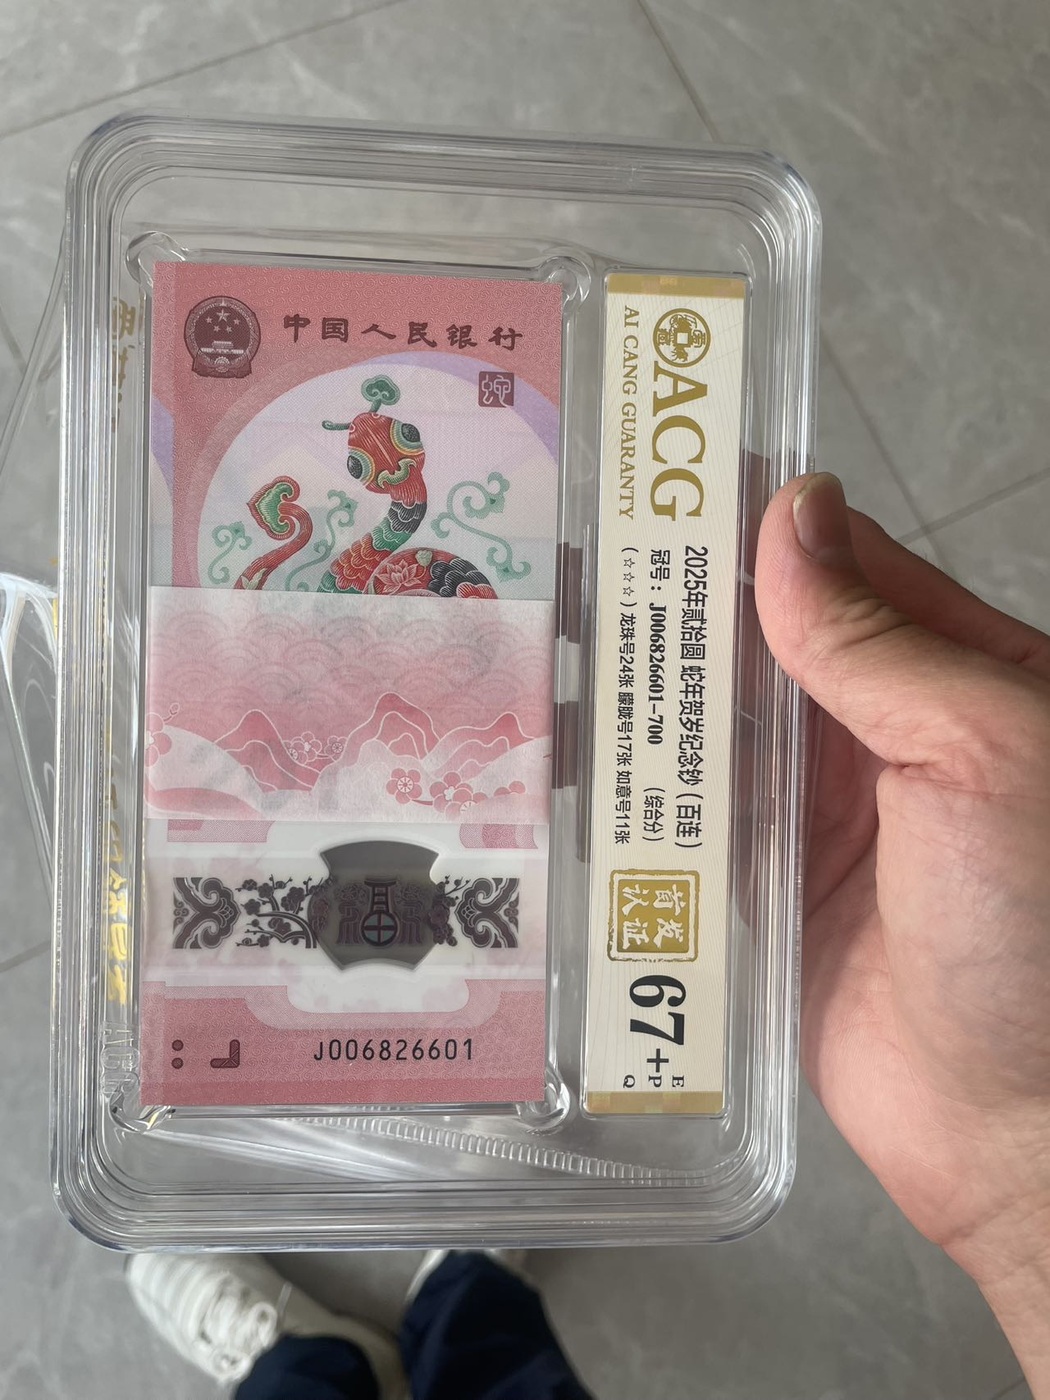 中国人民银行
蛇
J006826601
ACG
AI CANG GUARANTY
2025年贰拾圆 蛇年贺岁纪念钞（百连）
冠号：J006826601-700 （综合分）
（☆☆☆）龙珠号24张 朦胧号17张 如意号11张
首发
认证
67+
E
P
Q